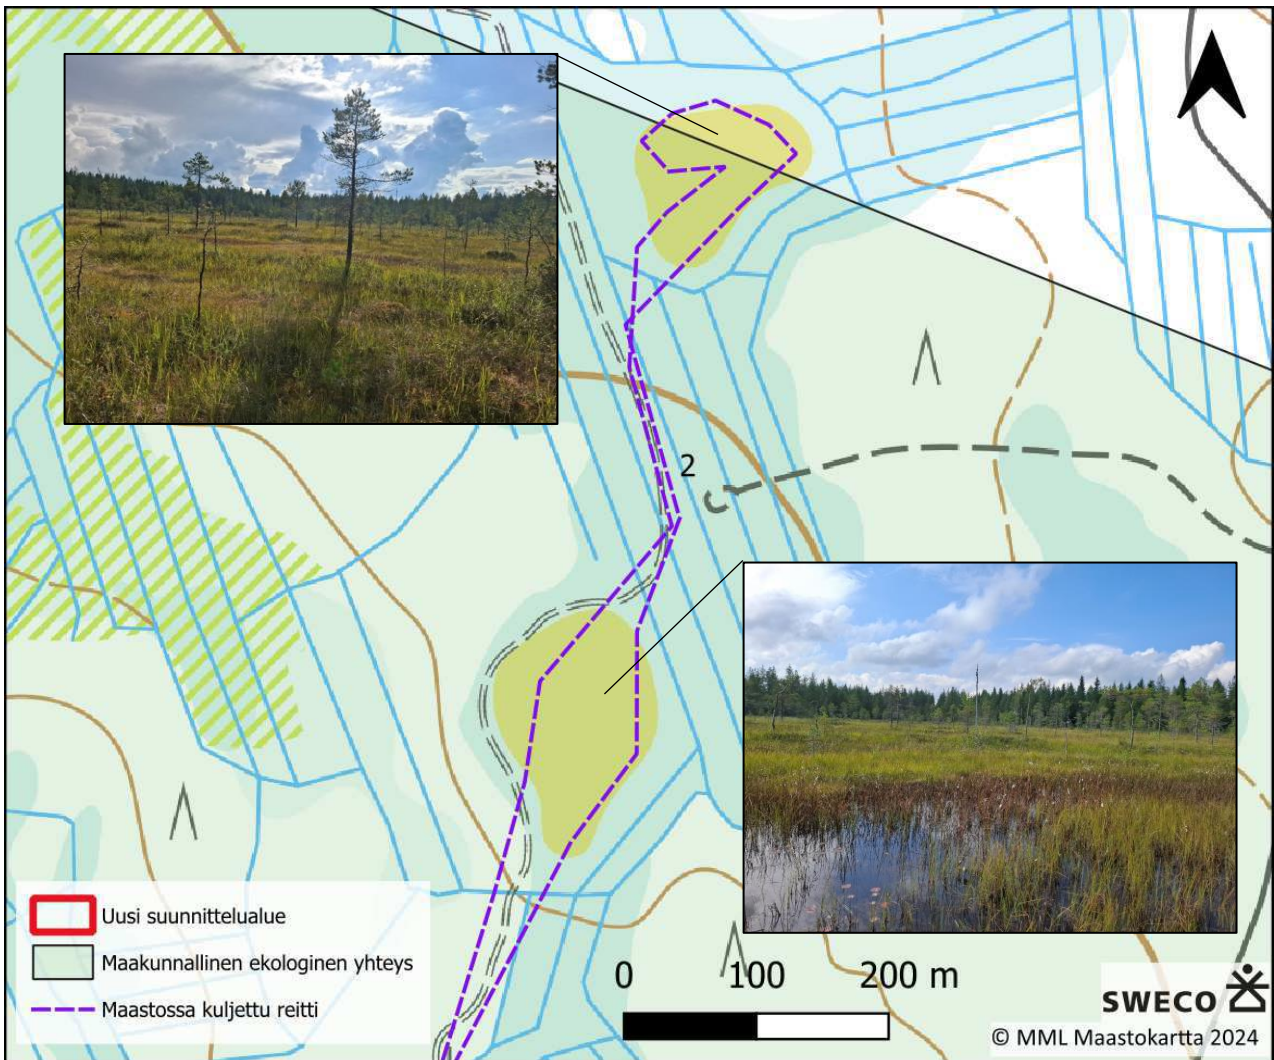 2
Uusi suunnittelualue
Maakunnallinen ekologinen yhteys
Maastossa kuljettu reitti
0 100 200 m
SWECO
© MML Maastokartta 2024